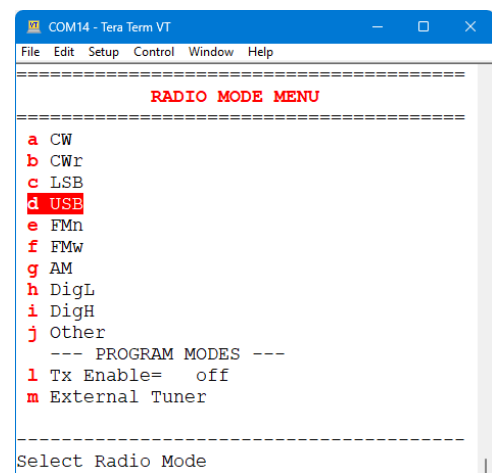 COM14 - Tera Term VT
File Edit Setup Control Window Help
========================================
RADIO MODE MENU
========================================
a CW
b CWr
c LSB
d USB
e FMn
f FMw
g AM
h DigL
i DigH
j Other
--- PROGRAM MODES ---
l Tx Enable= off
m External Tuner
----------------------------------------
Select Radio Mode